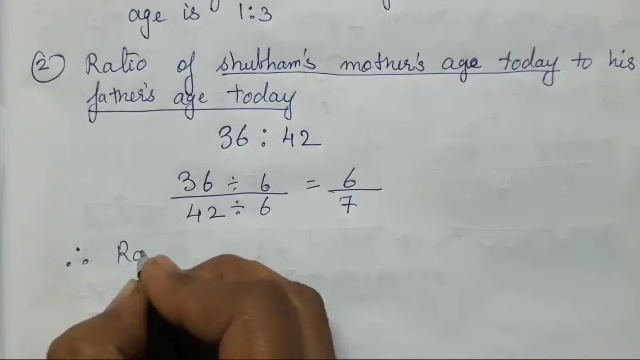 age is 1:3
② Ratio of shubham's mother's age today to his
father's age today
36 : 42
36 ÷ 6 / 42 ÷ 6 = 6 / 7
∴ Ra